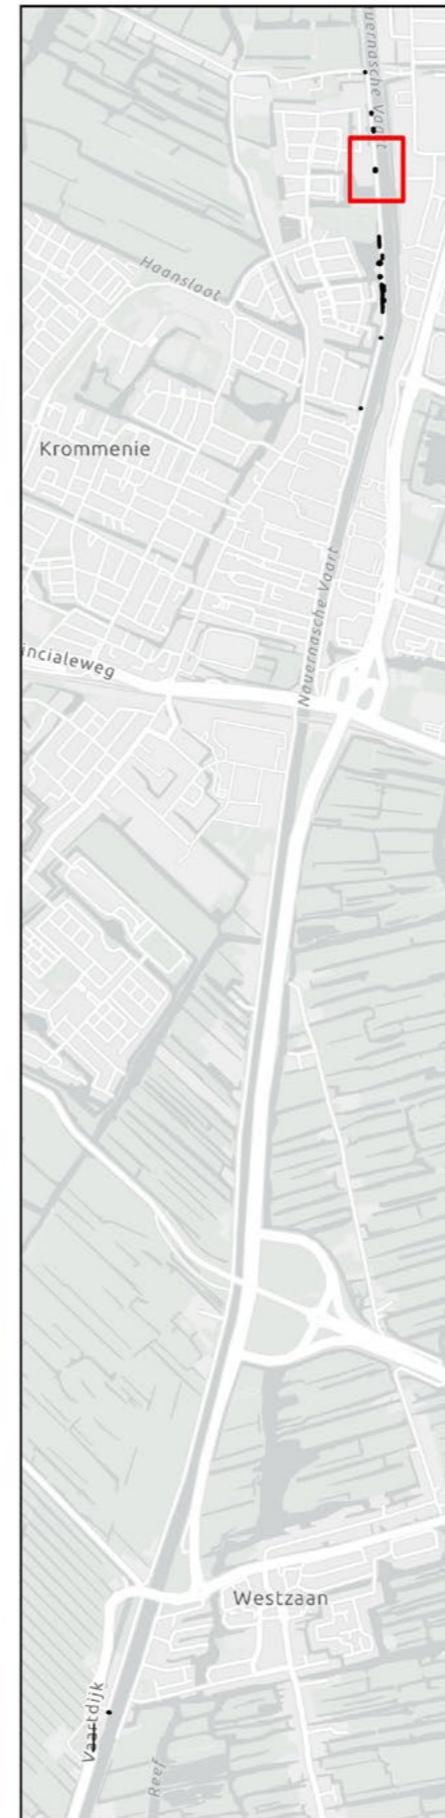 uernasche Vaart
Haansloot
Krommenie
Nauernasche Vaart
incialeweg
Westzaan
Vaartdijk
Reef